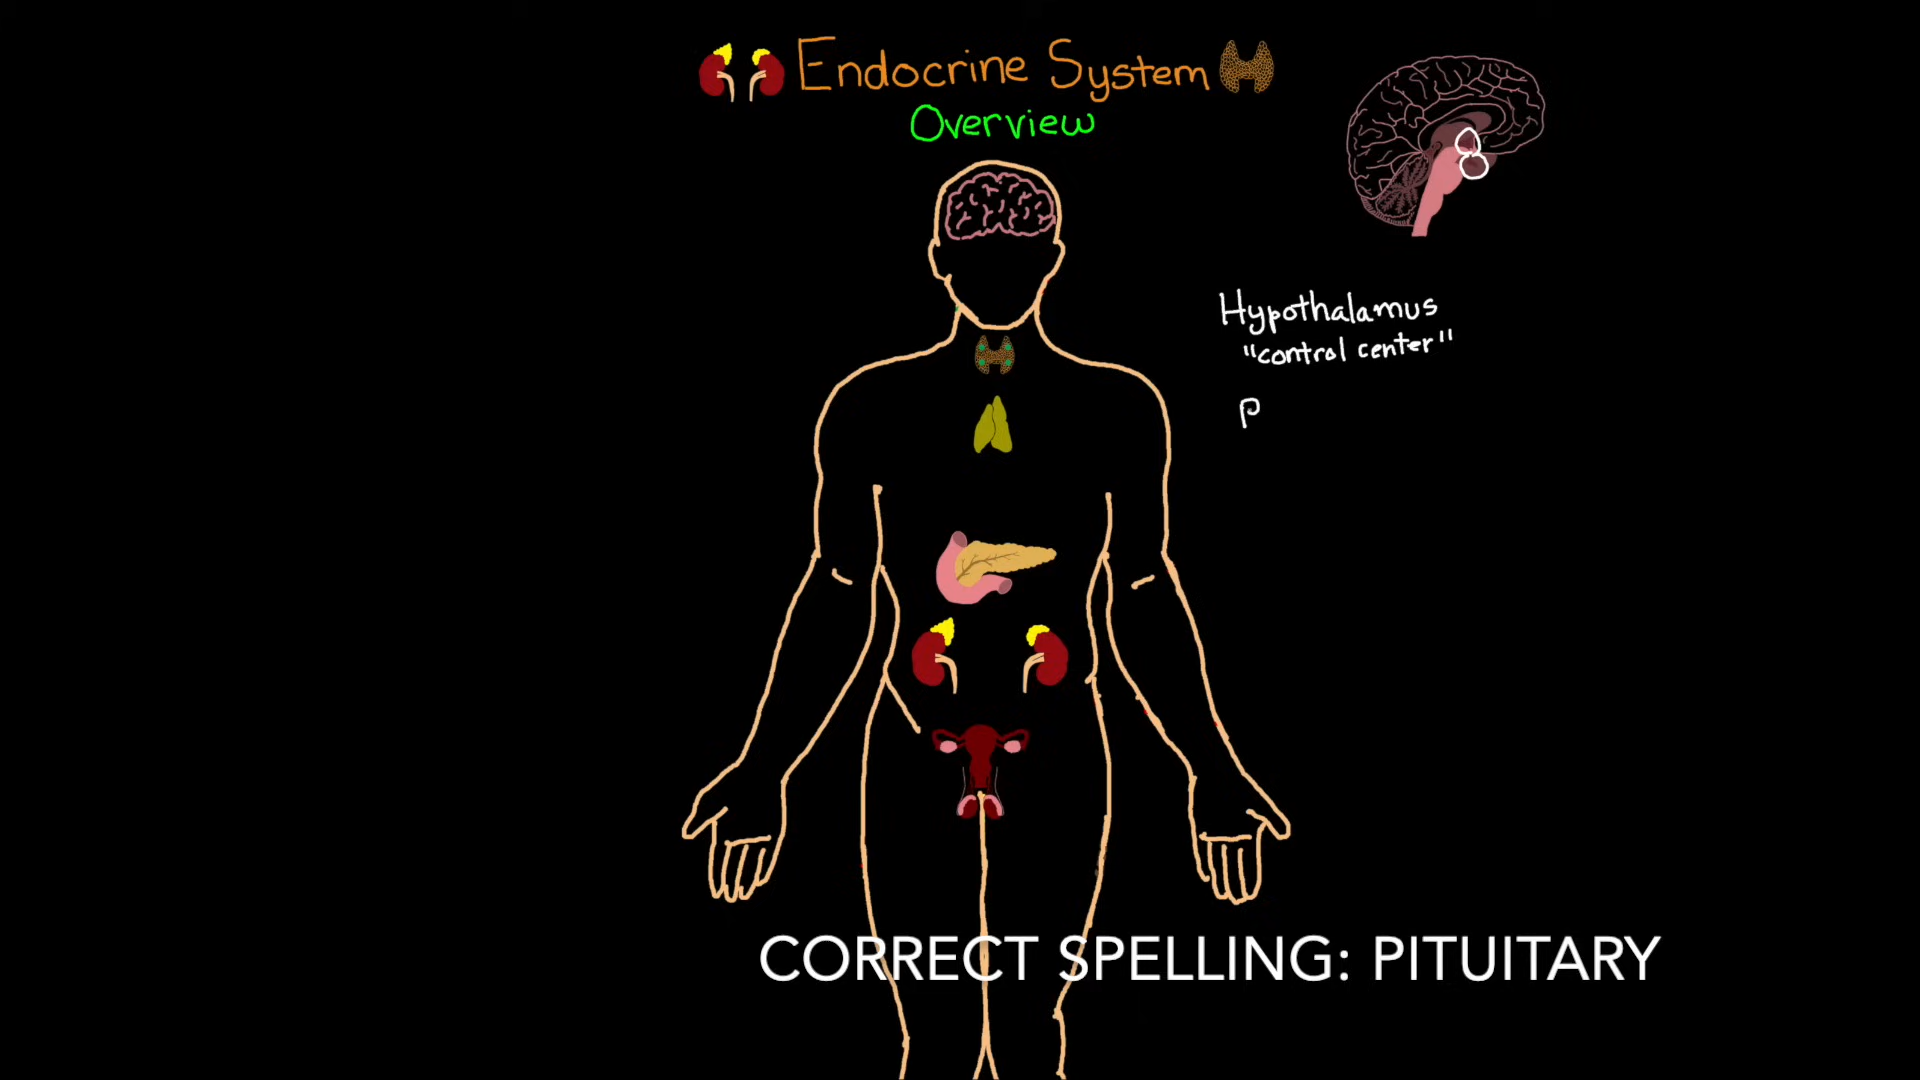 Endocrine System
Overview
Hypothalamus
"control center"
P
CORRECT SPELLING: PITUITARY